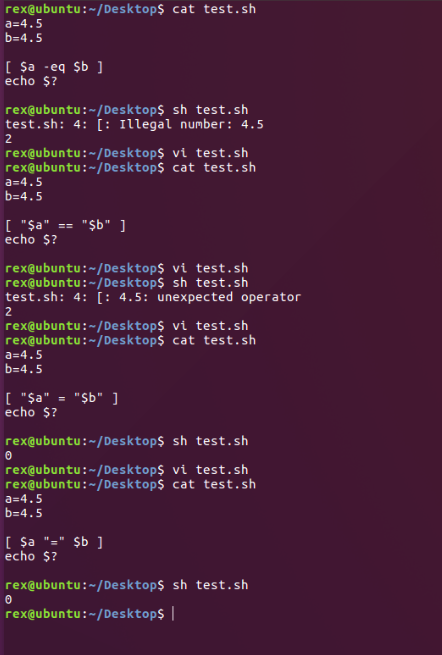 rex@ubuntu:~/Desktop$ cat test.sh
a=4.5
b=4.5

[ $a -eq $b ]
echo $?

rex@ubuntu:~/Desktop$ sh test.sh
test.sh: 4: [: Illegal number: 4.5
2
rex@ubuntu:~/Desktop$ vi test.sh
rex@ubuntu:~/Desktop$ cat test.sh
a=4.5
b=4.5

[ "$a" == "$b" ]
echo $?

rex@ubuntu:~/Desktop$ vi test.sh
rex@ubuntu:~/Desktop$ sh test.sh
test.sh: 4: [: 4.5: unexpected operator
2
rex@ubuntu:~/Desktop$ vi test.sh
rex@ubuntu:~/Desktop$ cat test.sh
a=4.5
b=4.5

[ "$a" = "$b" ]
echo $?

rex@ubuntu:~/Desktop$ sh test.sh
0
rex@ubuntu:~/Desktop$ vi test.sh
rex@ubuntu:~/Desktop$ cat test.sh
a=4.5
b=4.5

[ $a "=" $b ]
echo $?

rex@ubuntu:~/Desktop$ sh test.sh
0
rex@ubuntu:~/Desktop$